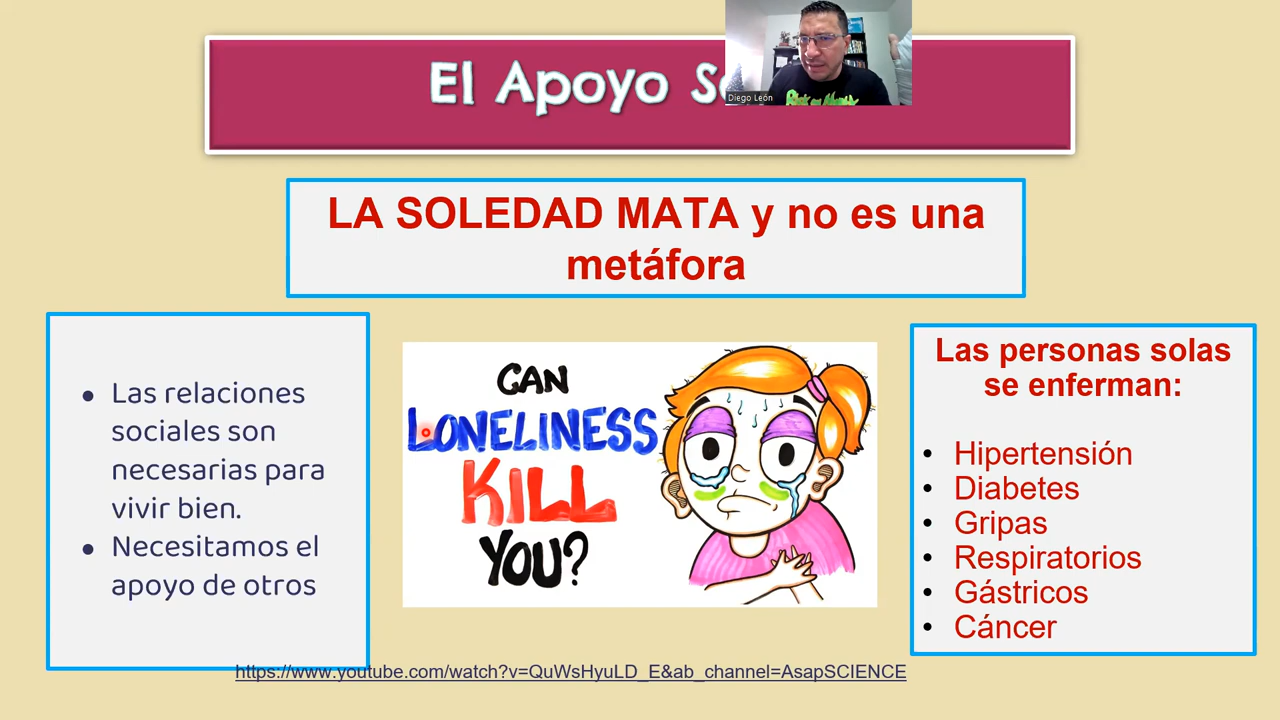 El Apoyo
Diego León
LA SOLEDAD MATA y no es una
metáfora
• Las relaciones
sociales son
necesarias para
vivir bien.
• Necesitamos el
apoyo de otros
CAN
LONELINESS
KILL
YOU?
Las personas solas
se enferman:
• Hipertensión
• Diabetes
• Gripas
• Respiratorios
• Gástricos
• Cáncer
https://www.youtube.com/watch?v=QuWsHyuLD_E&ab_channel=AsapSCIENCE